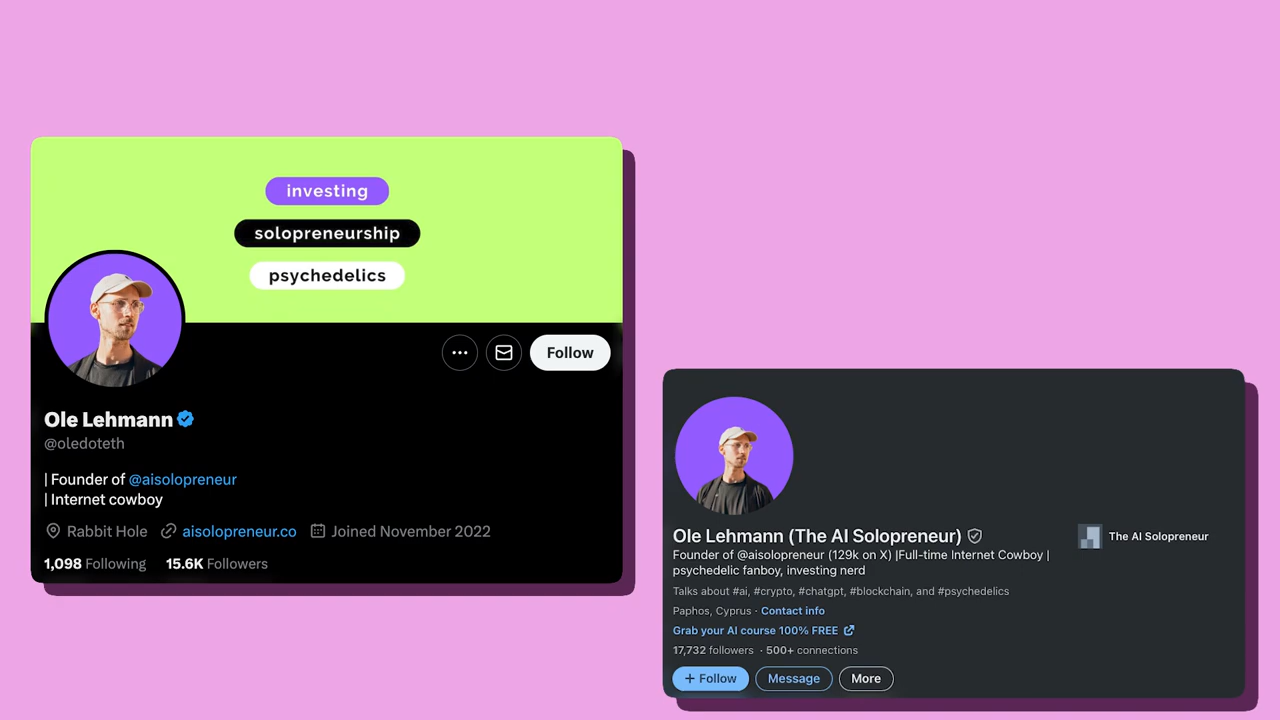 investing
solopreneurship
psychedelics
Follow
Ole Lehmann
@oledoteth
| Founder of @aisolopreneur
| Internet cowboy
Rabbit Hole aisolopreneur.co Joined November 2022
1,098 Following 15.6K Followers
Ole Lehmann (The AI Solopreneur)
The AI Solopreneur
Founder of @aisolopreneur (129k on X) |Full-time Internet Cowboy |
psychedelic fanboy, investing nerd
Talks about #ai, #crypto, #chatgpt, #blockchain, and #psychedelics
Paphos, Cyprus · Contact info
Grab your AI course 100% FREE
17,732 followers · 500+ connections
+ Follow Message More